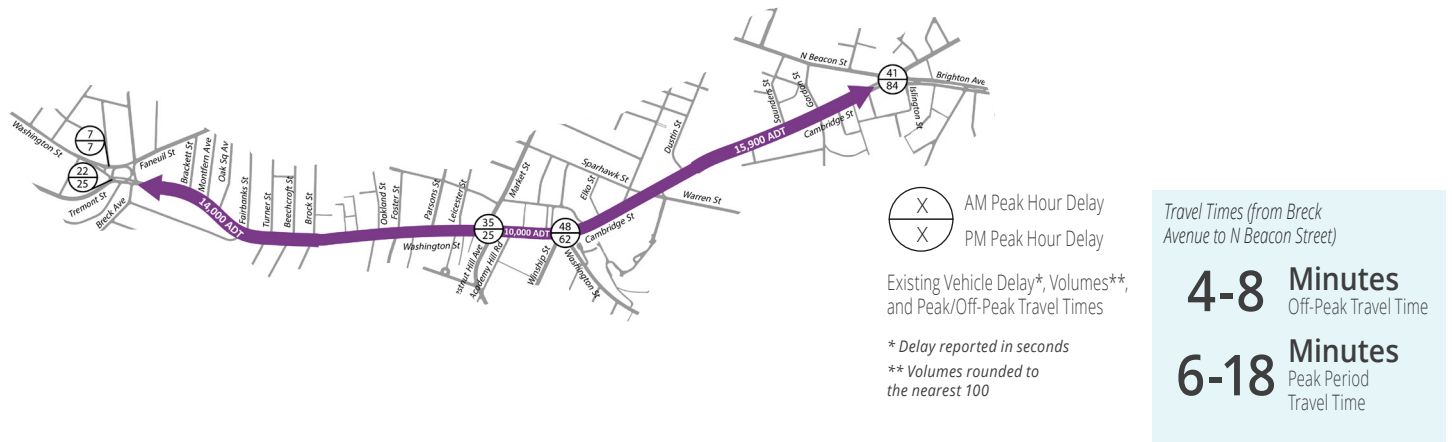 Washington St
7
7
22
25
Tremont St
Breck Ave
Faneuil St
Brackett St
Montfern Ave
Oak Sq Av
14,000 ADT
Fairbanks St
Turner St
Beechcroft St
Brock St
Oakland St
Foster St
Parsons St
Leicester St
Washington St
Market St
35
25
stnut Hill Ave
Academy Hill Rd
10,000 ADT
48
62
Winship St
Washington St
Cambridge St
Elko St
Sparhawk St
Dustin St
Warren St
15,900 ADT
Saunders St
Gordon St
Cambridge St
N Beacon St
41
84
Brighton Ave
Islington St
X
X
AM Peak Hour Delay
PM Peak Hour Delay
Existing Vehicle Delay*, Volumes**,
and Peak/Off-Peak Travel Times
* Delay reported in seconds
** Volumes rounded to
the nearest 100
Travel Times (from Breck
Avenue to N Beacon Street)
4-8 Minutes
Off-Peak Travel Time
6-18 Minutes
Peak Period
Travel Time